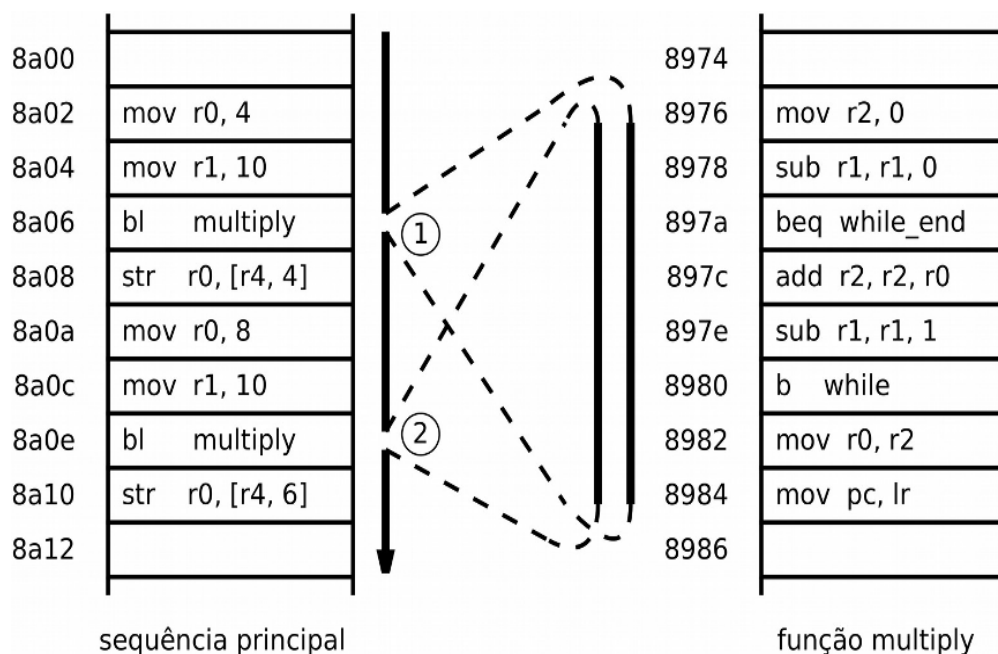 8a00
8a02 mov r0, 4
8a04 mov r1, 10
8a06 bl multiply
8a08 str r0, [r4, 4]
8a0a mov r0, 8
8a0c mov r1, 10
8a0e bl multiply
8a10 str r0, [r4, 6]
8a12
sequência principal
1
2
8974
8976 mov r2, 0
8978 sub r1, r1, 0
897a beq while_end
897c add r2, r2, r0
897e sub r1, r1, 1
8980 b while
8982 mov r0, r2
8984 mov pc, lr
8986
função multiply